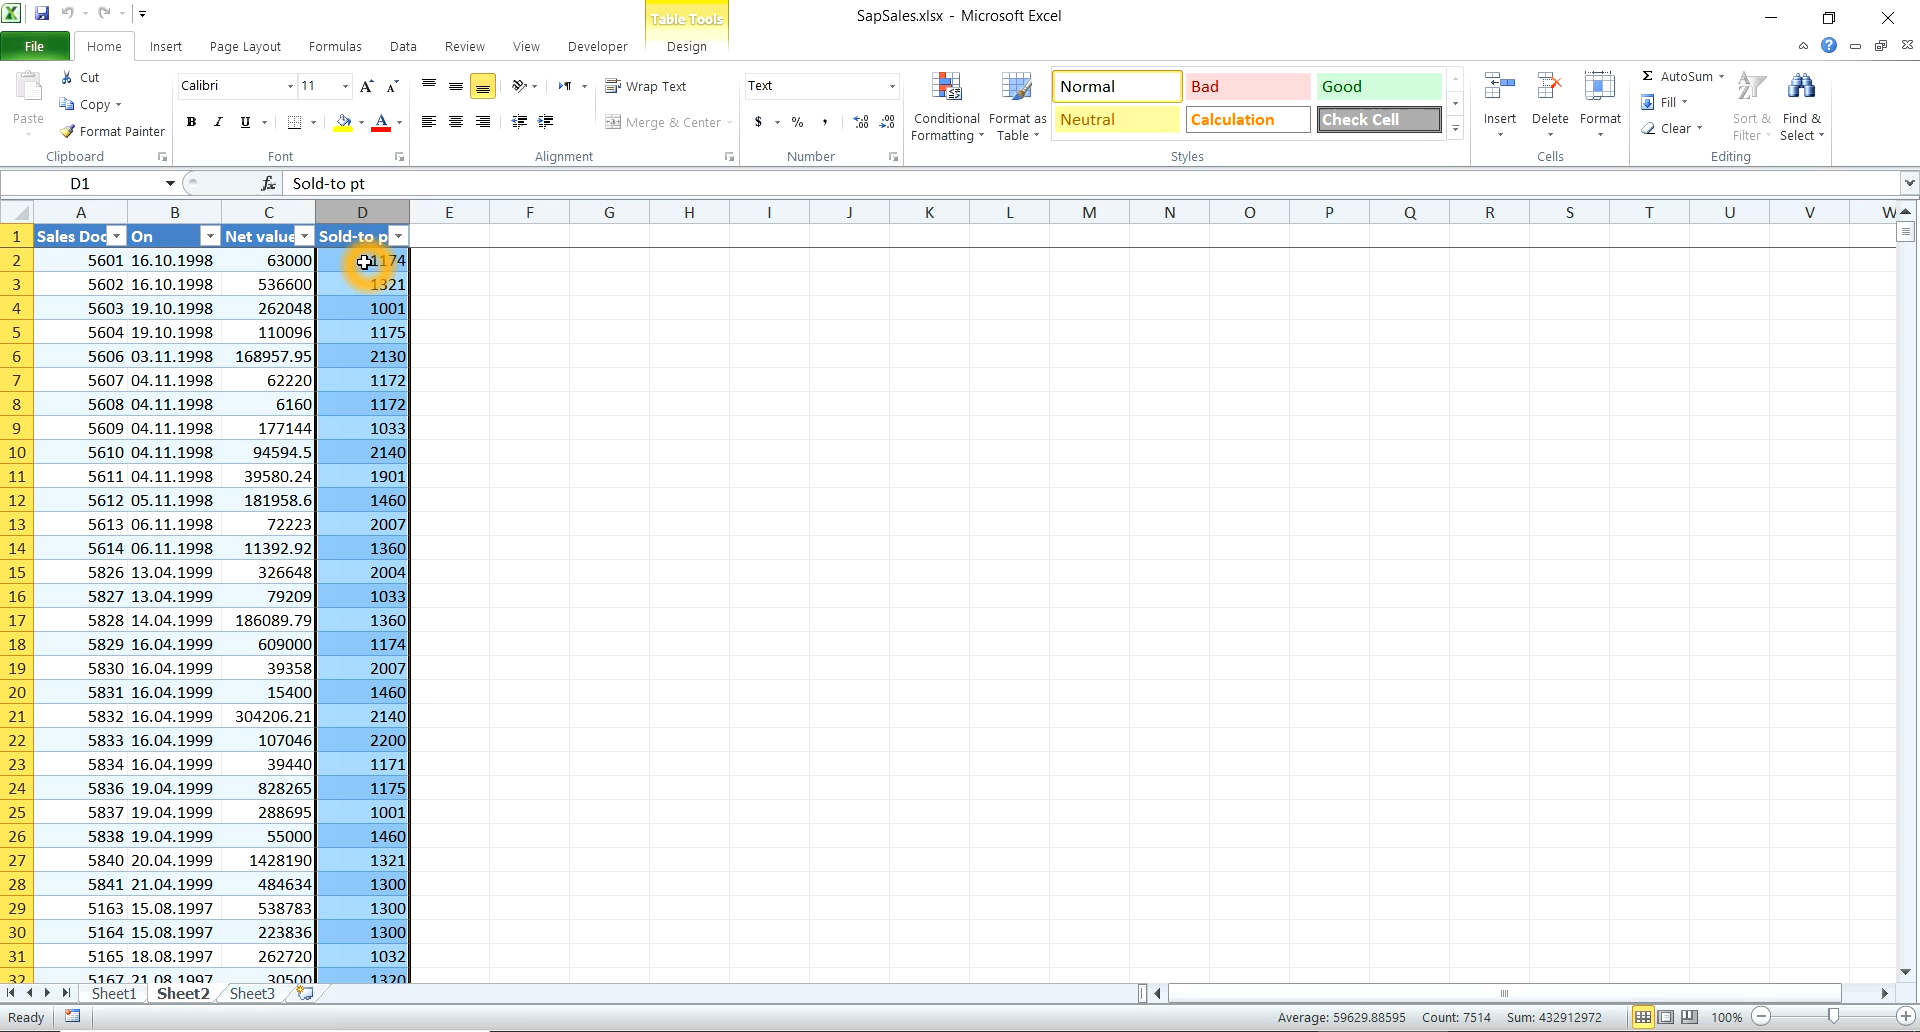 SapSales.xlsx - Microsoft Excel
Table Tools
File Home Insert Page Layout Formulas Data Review View Developer Design
Paste
Cut
Copy
Format Painter
Clipboard
Calibri 11
B I U
Font
Wrap Text
Merge & Center
Alignment
Text
$ % ,
Number
Conditional Formatting
Format as Table
Normal Bad Good
Neutral Calculation Check Cell
Styles
Insert Delete Format
Cells
Σ AutoSum
Fill
Clear
Sort & Filter
Find & Select
Editing
D1 fx Sold-to pt
A B C D E F G H I J K L M N O P Q R S T U V W
1 Sales Doc On Net value Sold-to p
2 5601 16.10.1998 63000 1174
3 5602 16.10.1998 536600 1321
4 5603 19.10.1998 262048 1001
5 5604 19.10.1998 110096 1175
6 5606 03.11.1998 168957.95 2130
7 5607 04.11.1998 62220 1172
8 5608 04.11.1998 6160 1172
9 5609 04.11.1998 177144 1033
10 5610 04.11.1998 94594.5 2140
11 5611 04.11.1998 39580.24 1901
12 5612 05.11.1998 181958.6 1460
13 5613 06.11.1998 72223 2007
14 5614 06.11.1998 11392.92 1360
15 5826 13.04.1999 326648 2004
16 5827 13.04.1999 79209 1033
17 5828 14.04.1999 186089.79 1360
18 5829 16.04.1999 609000 1174
19 5830 16.04.1999 39358 2007
20 5831 16.04.1999 15400 1460
21 5832 16.04.1999 304206.21 2140
22 5833 16.04.1999 107046 2200
23 5834 16.04.1999 39440 1171
24 5836 19.04.1999 828265 1175
25 5837 19.04.1999 288695 1001
26 5838 19.04.1999 55000 1460
27 5840 20.04.1999 1428190 1321
28 5841 21.04.1999 484634 1300
29 5163 15.08.1997 538783 1300
30 5164 15.08.1997 223836 1300
31 5165 18.08.1997 262720 1032
32 5167 21.08.1997 30500 1320
Sheet1 Sheet2 Sheet3
Ready Average: 59629.88595 Count: 7514 Sum: 432912972 100%